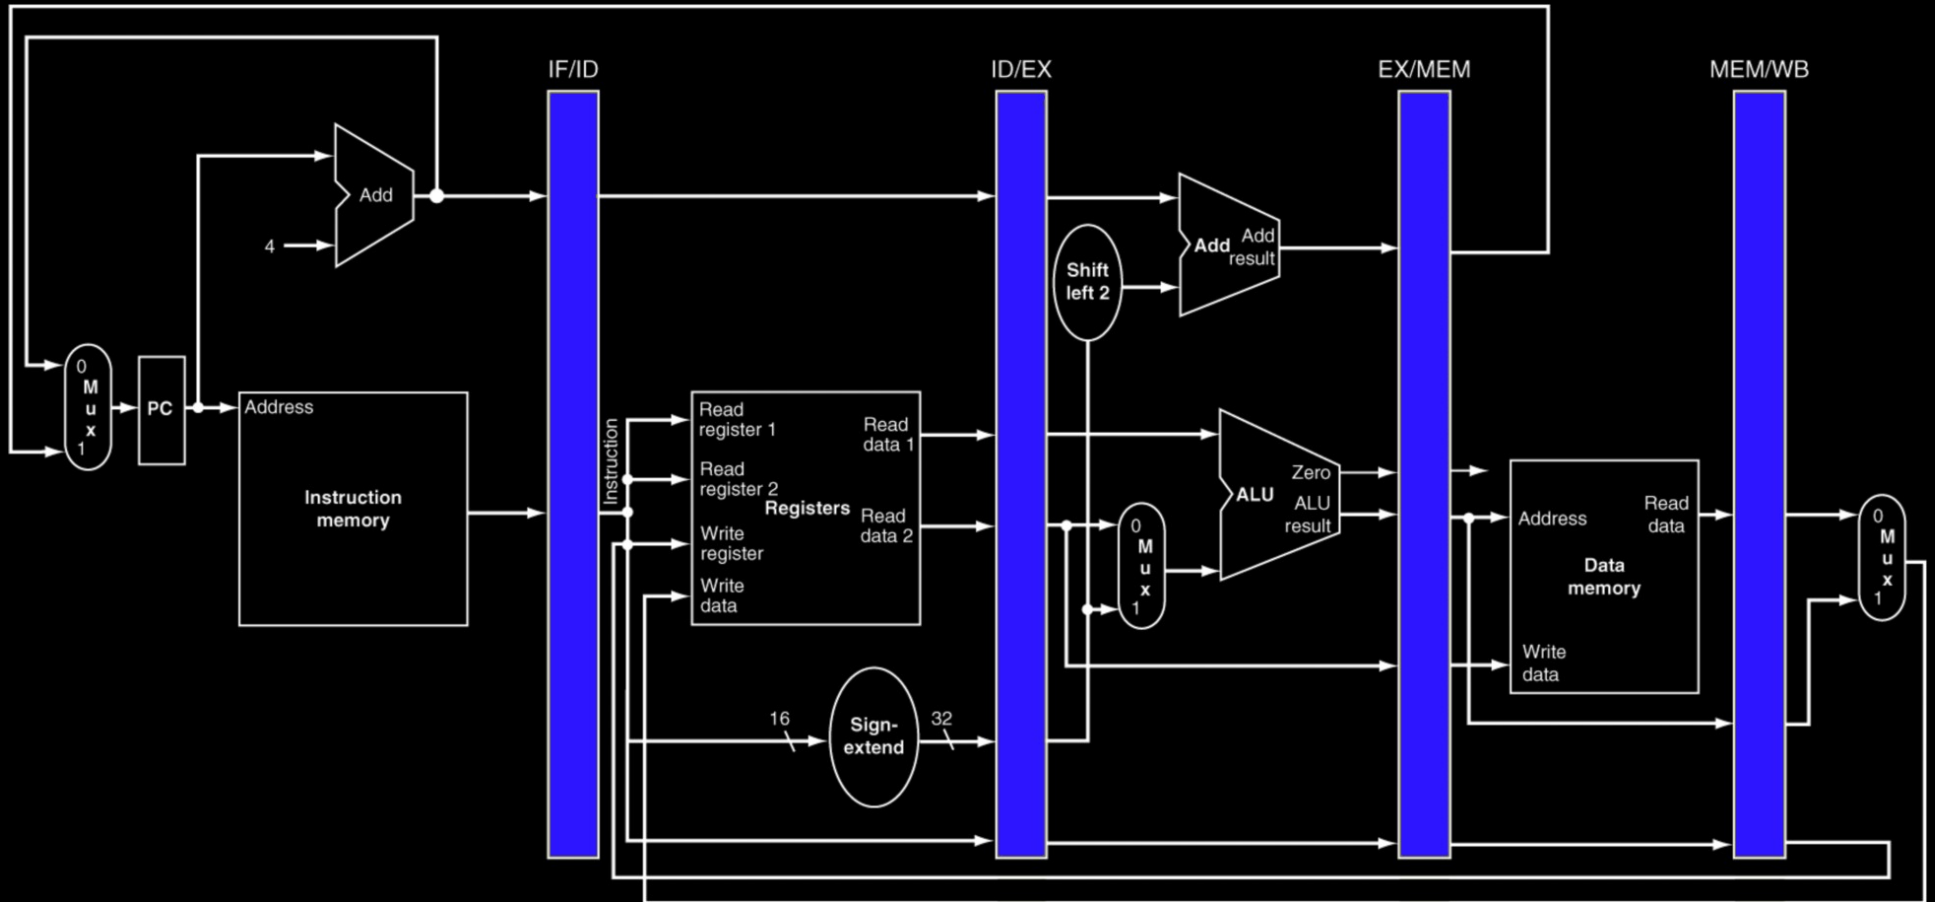 IF/ID
ID/EX
EX/MEM
MEM/WB
Add
4
Add
Add
result
Shift
left 2
0
M
u
x
1
PC
Address
Instruction
memory
Instruction
Read
register 1
Read
register 2
Write
register
Write
data
Registers
Read
data 1
Read
data 2
16
Sign-
extend
32
0
M
u
x
1
ALU
Zero
ALU
result
Address
Read
data
Data
memory
Write
data
0
M
u
x
1